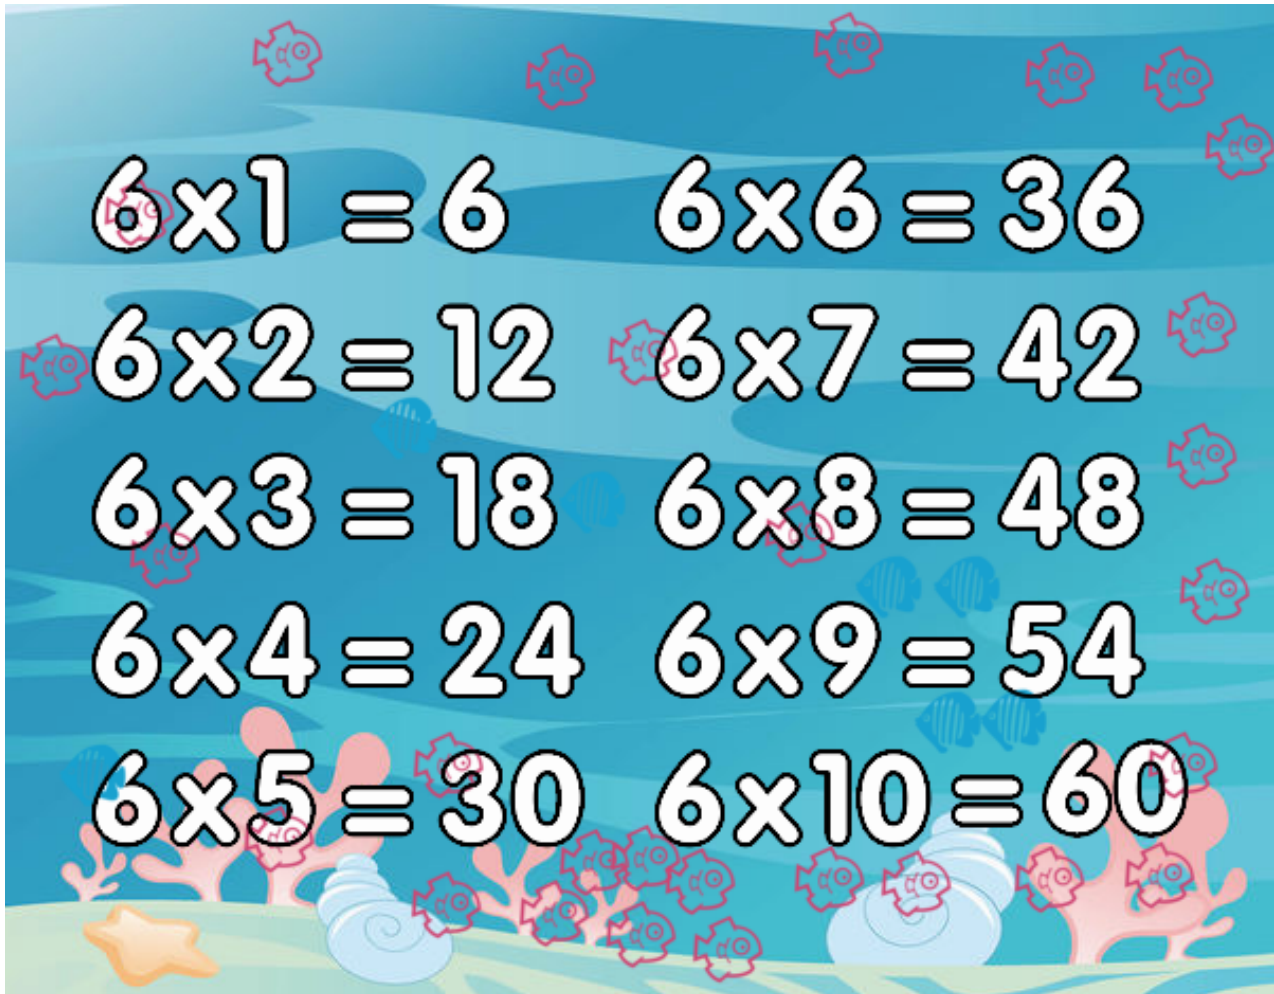 6x1 = 6
6x2 = 12
6x3 = 18
6x4 = 24
6x5 = 30
6x6 = 36
6x7 = 42
6x8 = 48
6x9 = 54
6x10 = 60